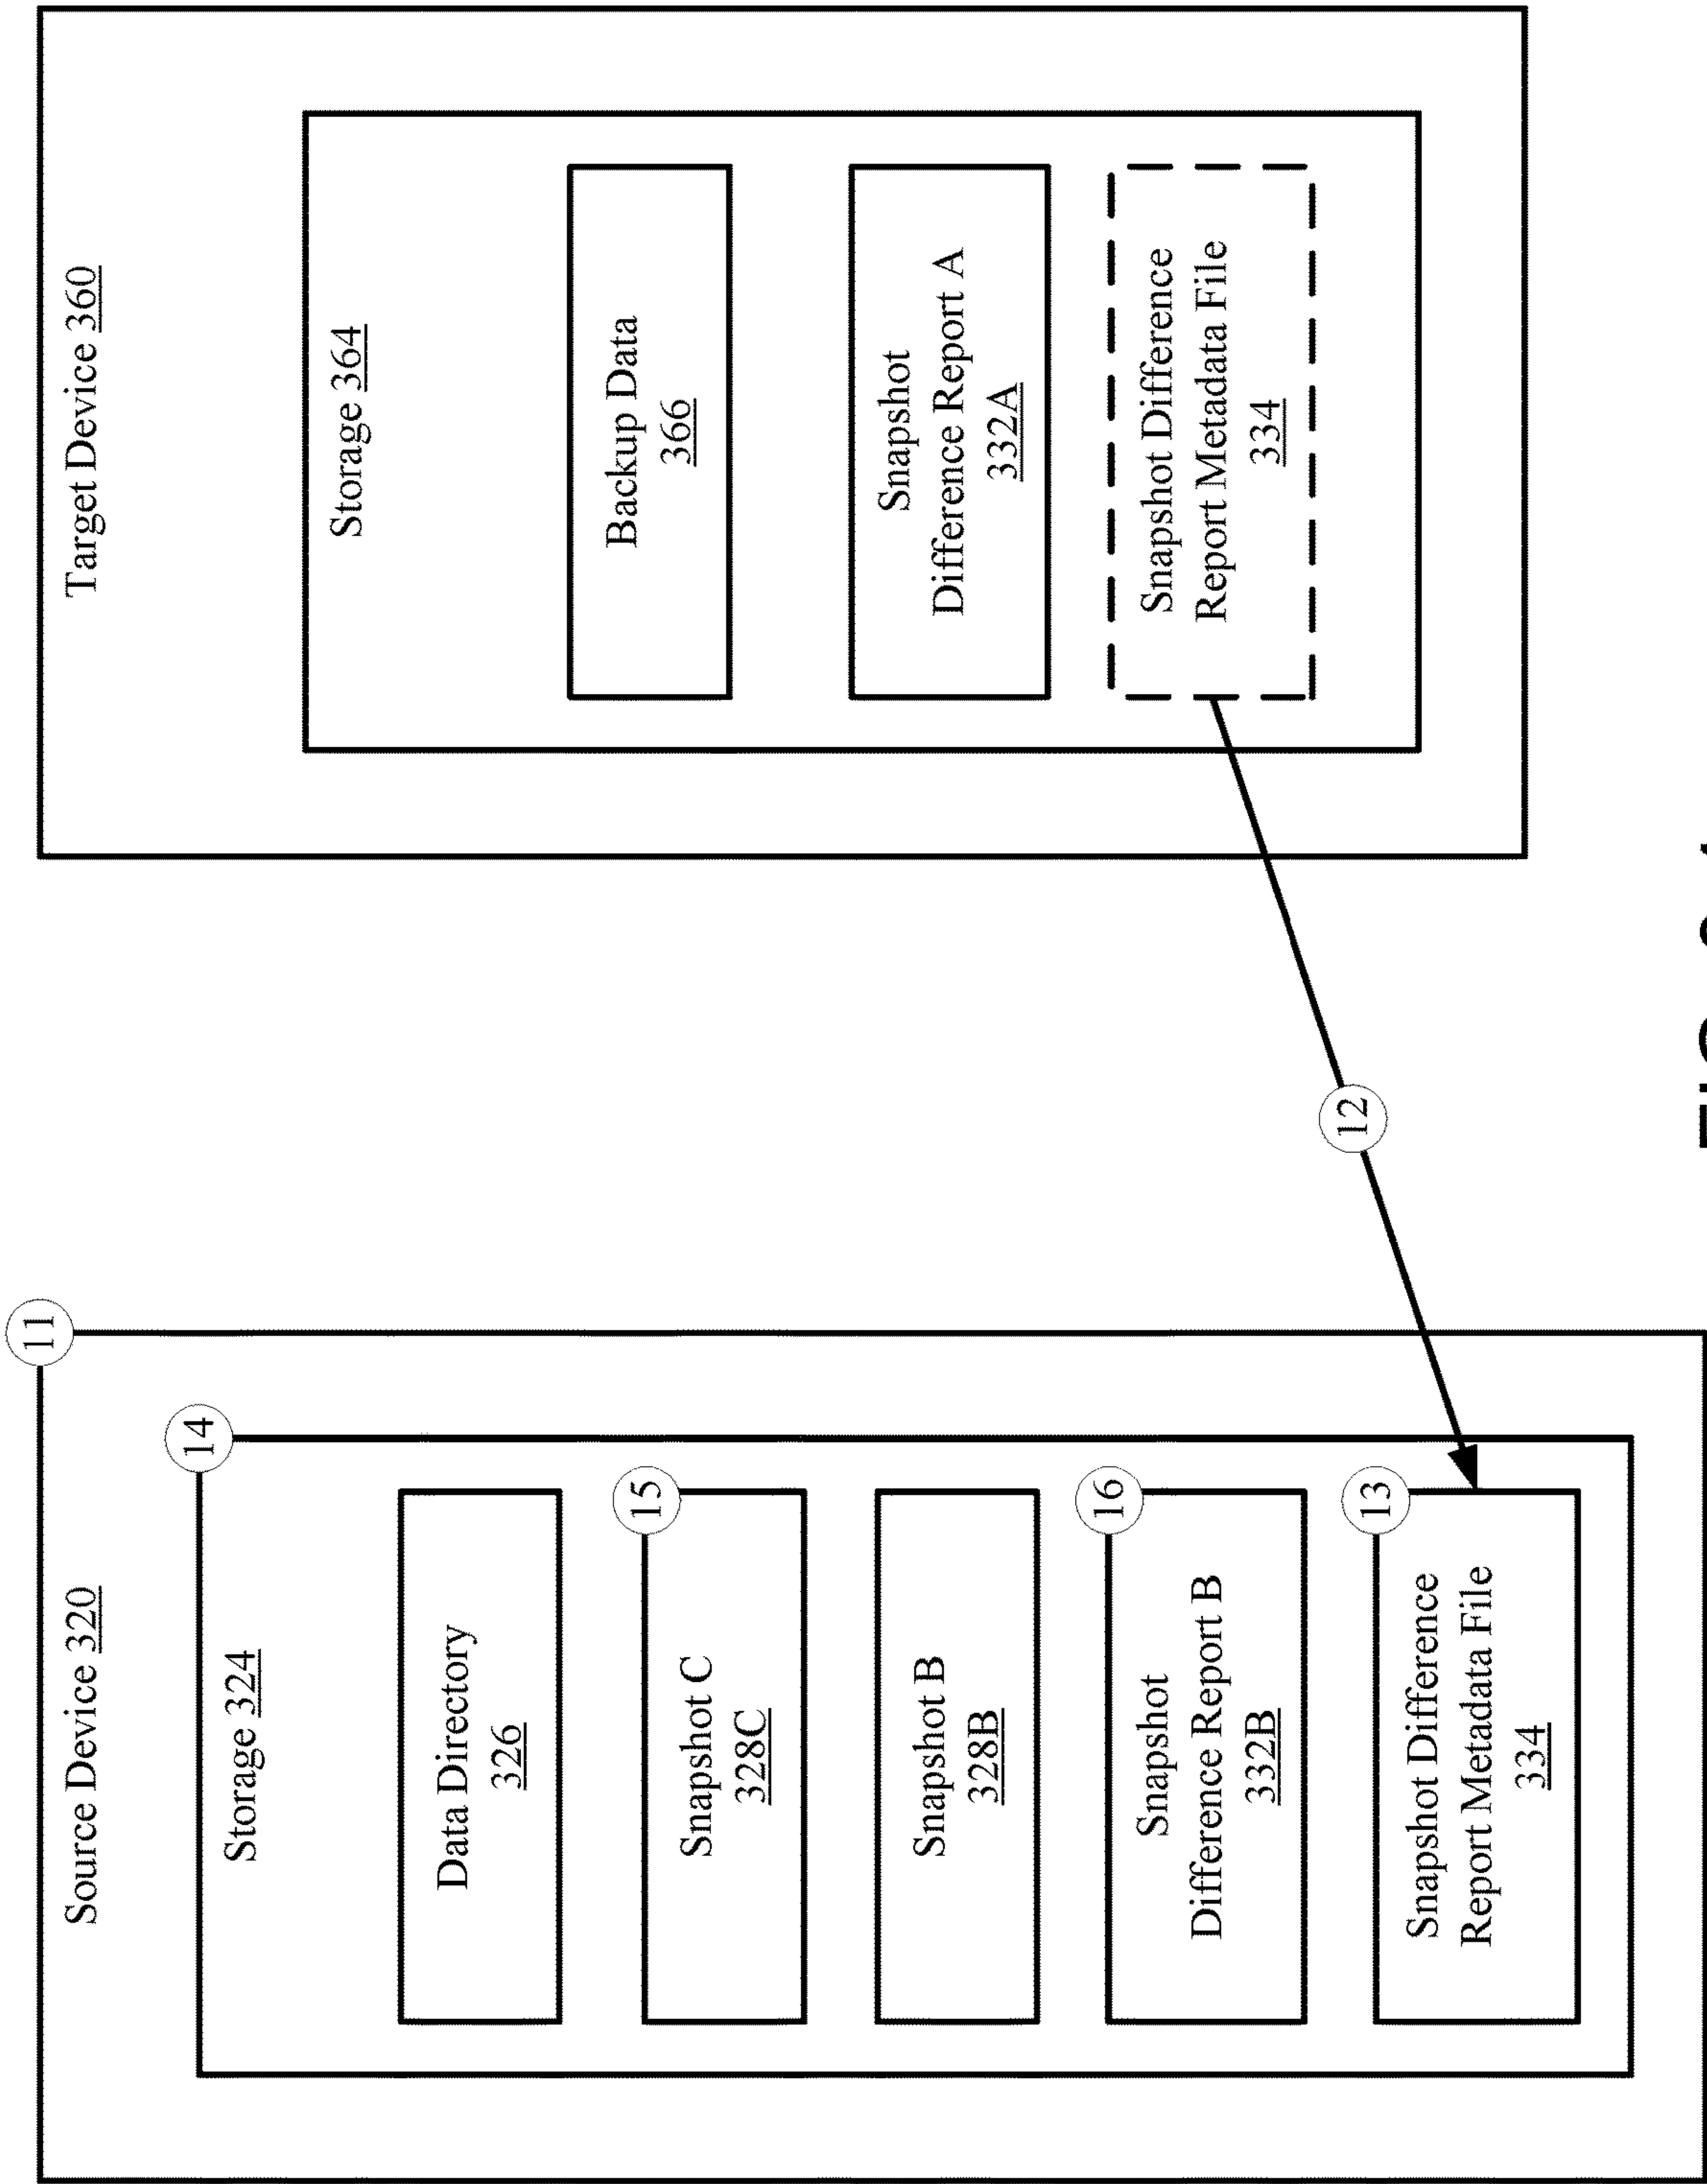 Source Device 320
11
Storage 324
14
Data Directory
326
15
Snapshot C
328C
Snapshot B
328B
16
Snapshot
Difference Report B
332B
13
Snapshot Difference
Report Metadata File
334
12
Target Device 360
Storage 364
Backup Data
366
Snapshot
Difference Report A
332A
Snapshot Difference
Report Metadata File
334